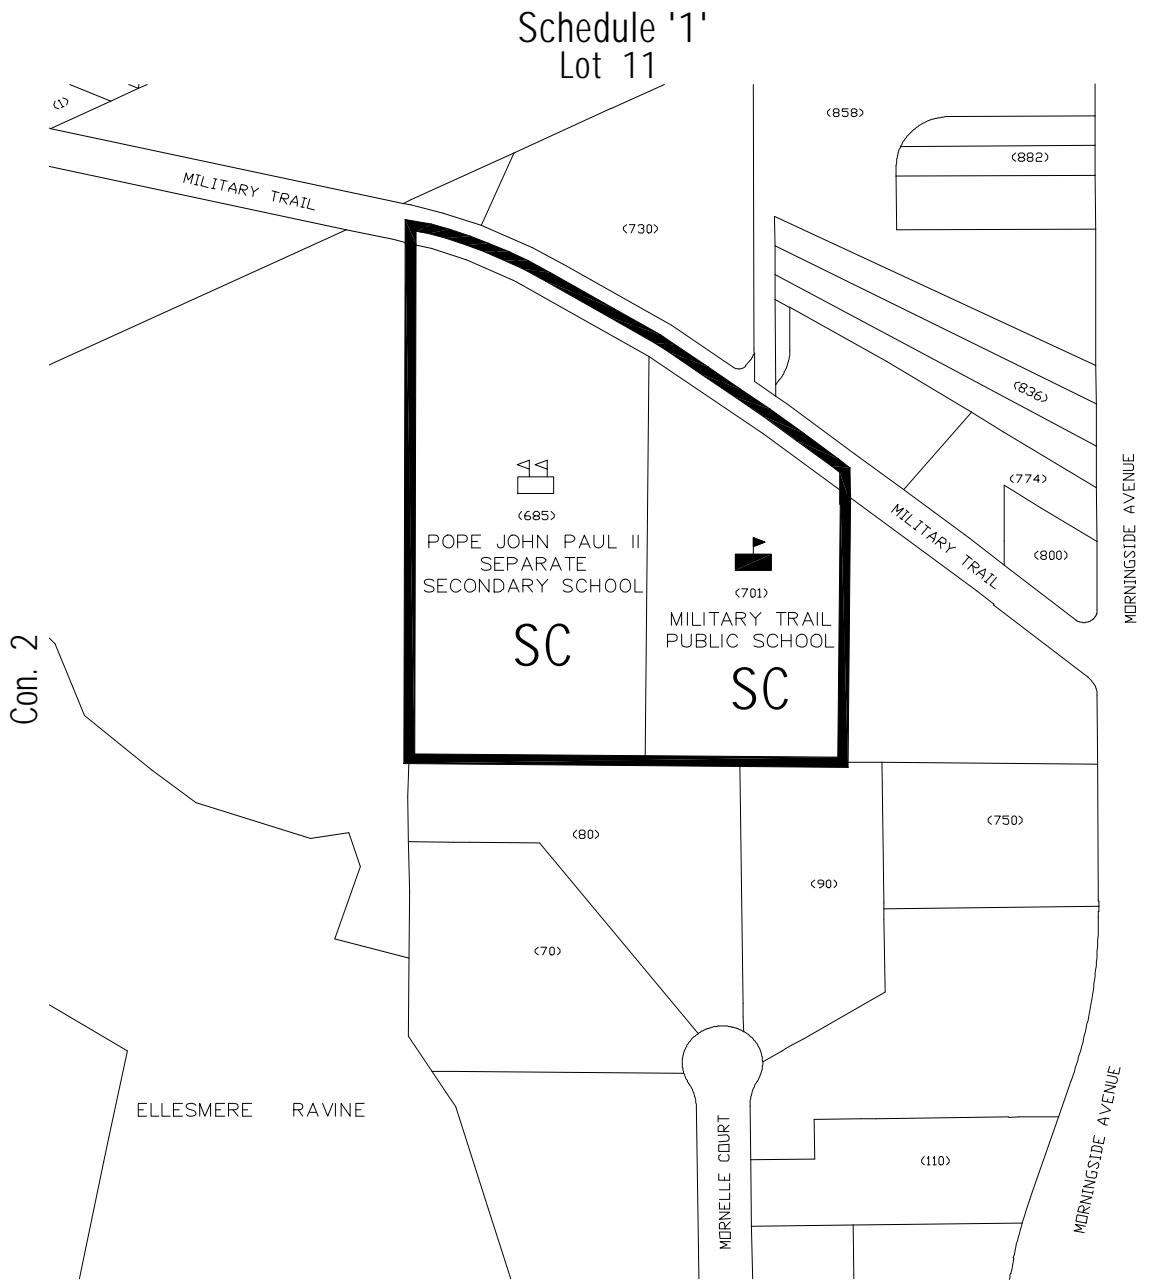 Schedule '1'
Lot 11
(1)
MILITARY TRAIL
(858)
(882)
(730)
(836)
(774)
(800)
MILITARY TRAIL
MORNINGSIDE AVENUE
(685)
POPE JOHN PAUL II
SEPARATE
SECONDARY SCHOOL
SC
(701)
MILITARY TRAIL
PUBLIC SCHOOL
SC
Con. 2
(80)
(750)
(90)
(70)
ELLESMERE RAVINE
MORNELLE COURT
(110)
MORNINGSIDE AVENUE